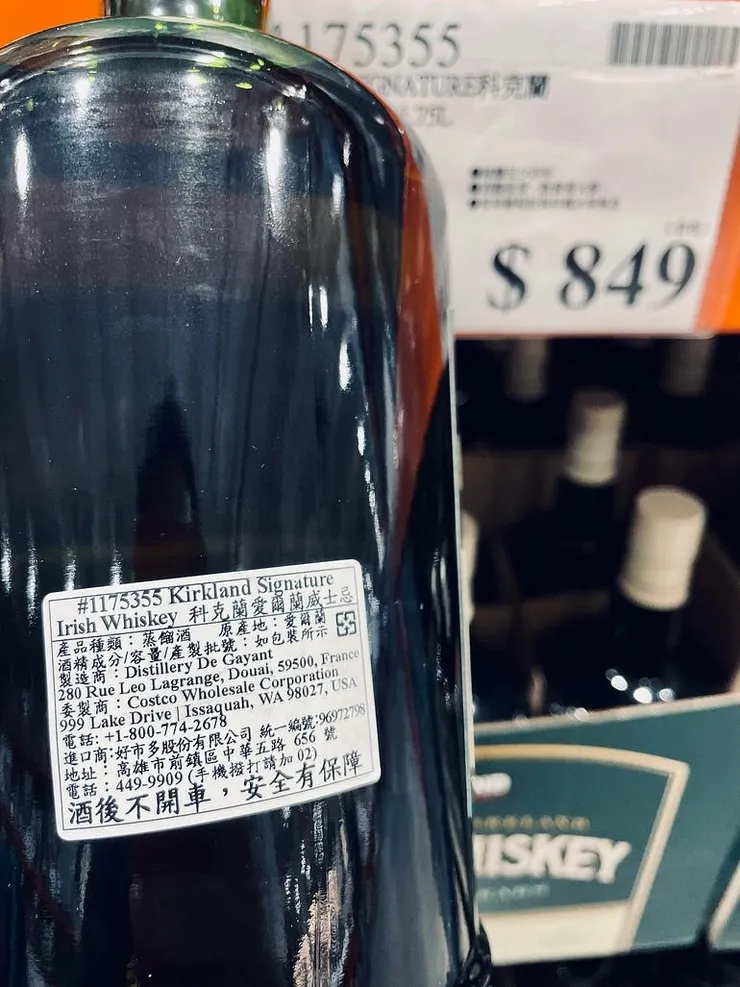 1175355
SIGNATURE科克蘭
.75L
$ 849
#1175355 Kirkland Signature
Irish Whiskey 科克蘭愛爾蘭威士忌
產品種類：蒸餾酒 原產地：愛爾蘭
酒精成分/容量/產製批號：如包裝所示
製造商：Distillery De Gayant
280 Rue Leo Lagrange, Douai, 59500, France
委製商：Costco Wholesale Corporation
999 Lake Drive | Issaquah, WA 98027, USA
電話: +1-800-774-2678
進口商:好市多股份有限公司 統一編號:96972798
地址：高雄市前鎮區中華五路 656 號
電話：449-9909 (手機撥打請加 02)
酒後不開車，安全有保障
WHISKEY